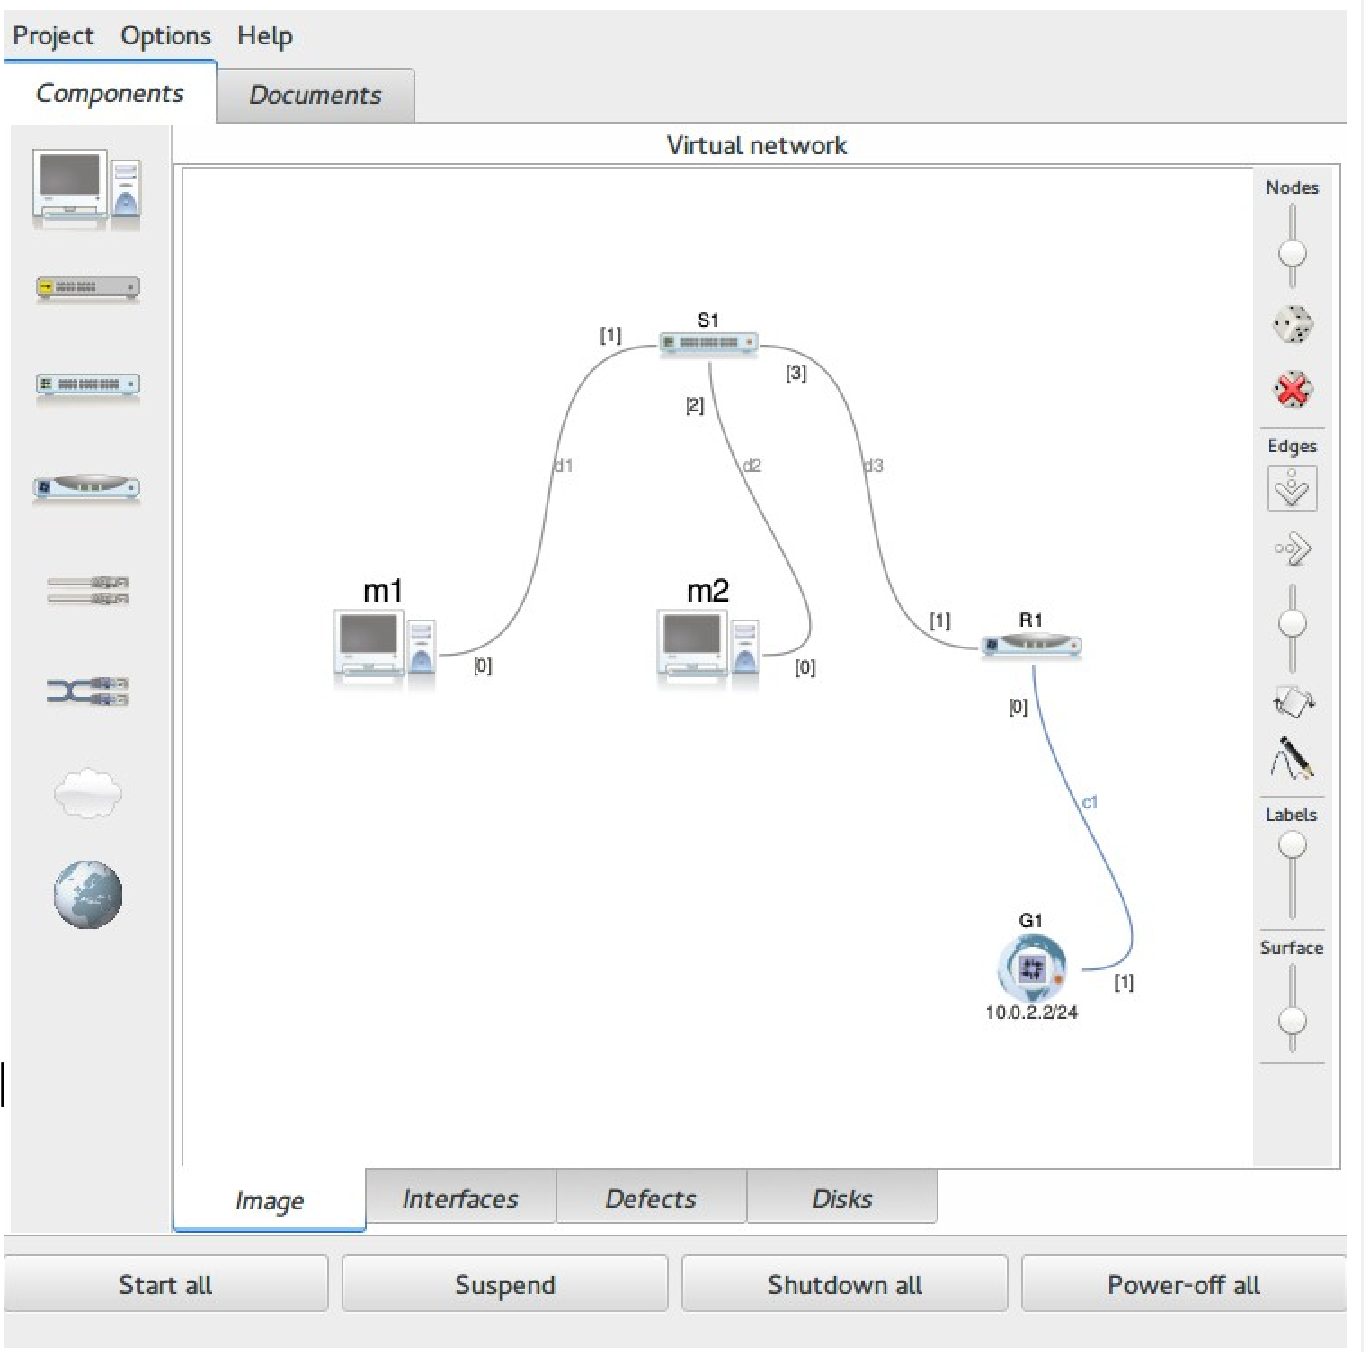 Project Options Help
Components Documents
Virtual network
Nodes
S1
[1]
[3]
[2]
Edges
d1 d2 d3
m1 m2
[1] R1
[0] [0]
[0]
c1
Labels
G1
Surface
[1]
10.0.2.2/24
Image Interfaces Defects Disks
Start all Suspend Shutdown all Power-off all